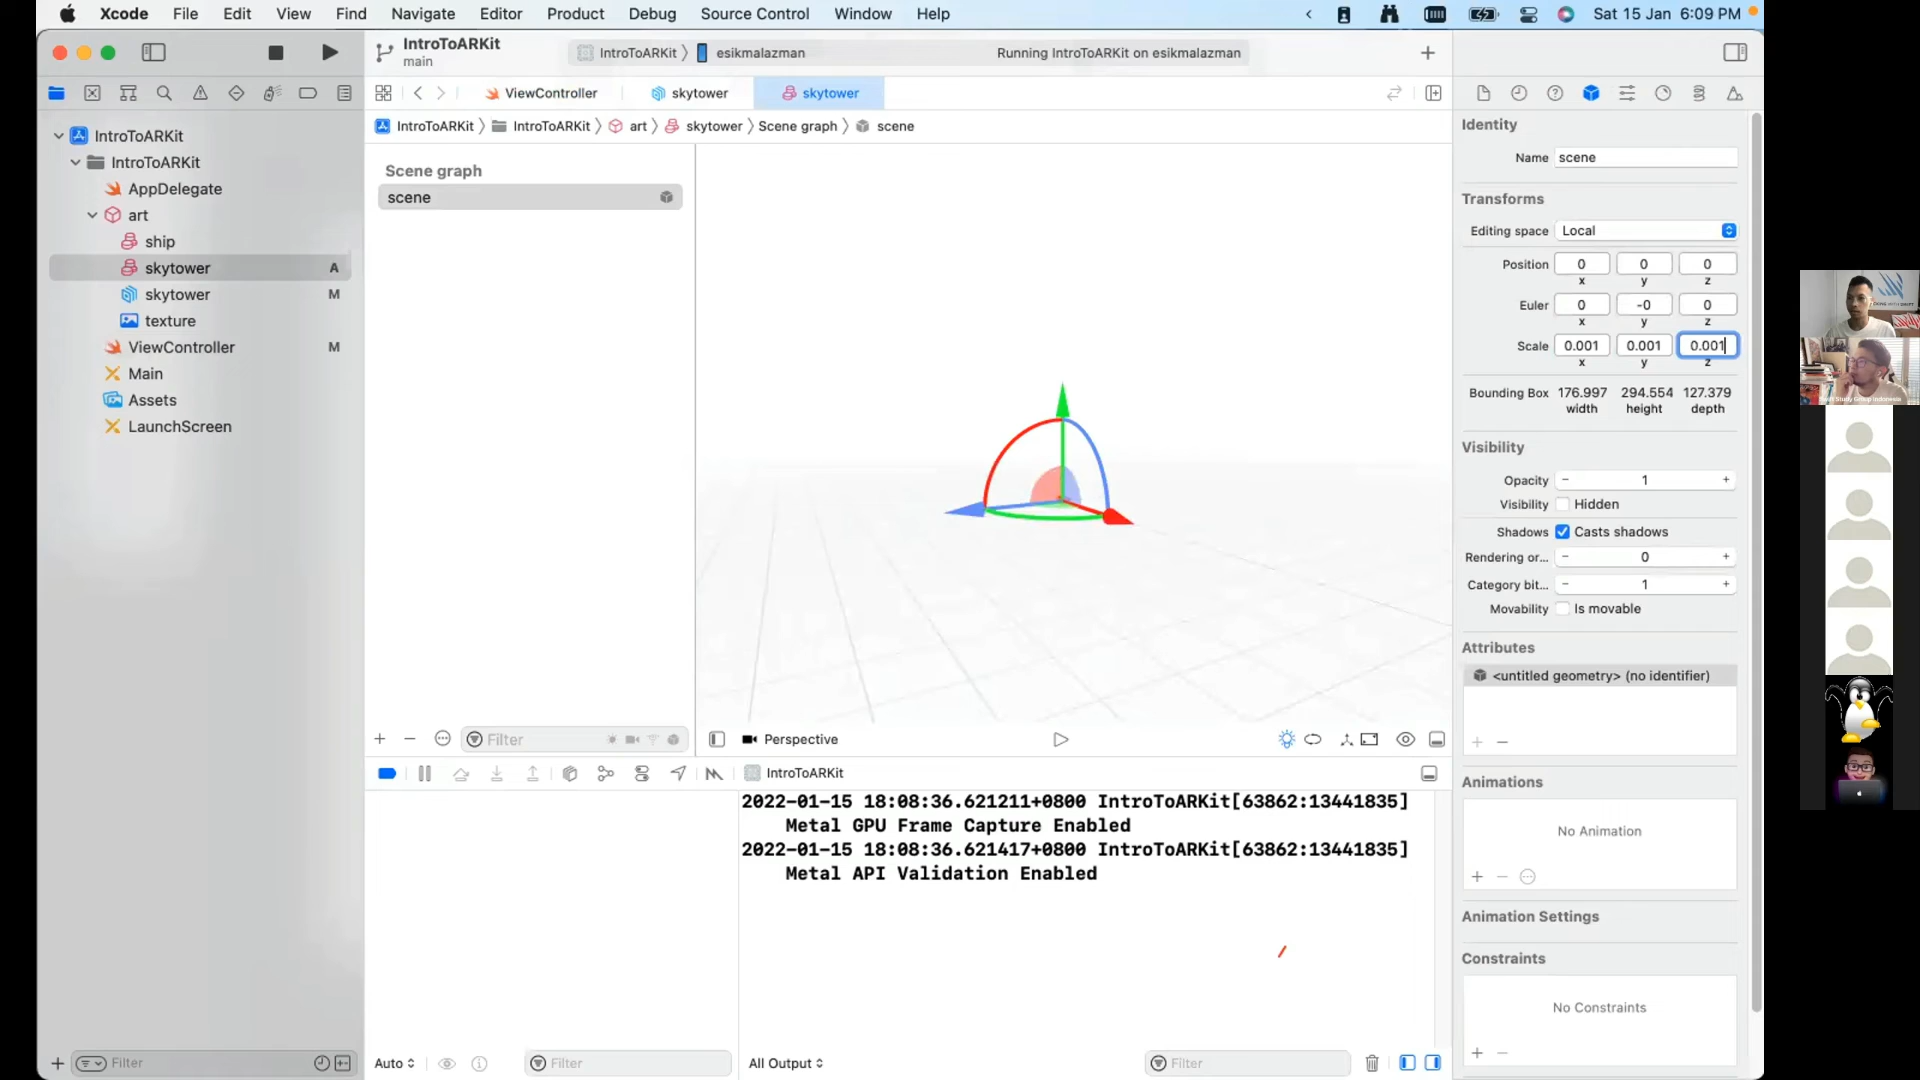 Xcode File Edit View Find Navigate Editor Product Debug Source Control Window Help Sat 15 Jan 6:09 PM
IntroToARKit
main
IntroToARKit 〉 esikmalazman
Running IntroToARKit on esikmalazman
ViewController skytower skytower
IntroToARKit 〉 IntroToARKit 〉 art 〉 skytower 〉 Scene graph 〉 scene
IntroToARKit
IntroToARKit
AppDelegate
art
ship
skytower A
skytower M
texture
ViewController M
Main
Assets
LaunchScreen
Filter
Scene graph
scene
Filter
Perspective
IntroToARKit
2022-01-15 18:08:36.621211+0800 IntroToARKit[63862:13441835]
Metal GPU Frame Capture Enabled
2022-01-15 18:08:36.621417+0800 IntroToARKit[63862:13441835]
Metal API Validation Enabled
Auto
Filter
All Output
Filter
Identity
Name scene
Transforms
Editing space Local
Position 0 0 0
x y z
Euler 0 -0 0
x y z
Scale 0.001 0.001 0.001
x y z
Bounding Box 176.997 294.554 127.379
width height depth
Visibility
Opacity − 1 +
Visibility Hidden
Shadows Casts shadows
Rendering or... − 0 +
Category bit... − 1 +
Movability Is movable
Attributes
<untitled geometry> (no identifier)
Animations
No Animation
Animation Settings
Constraints
No Constraints